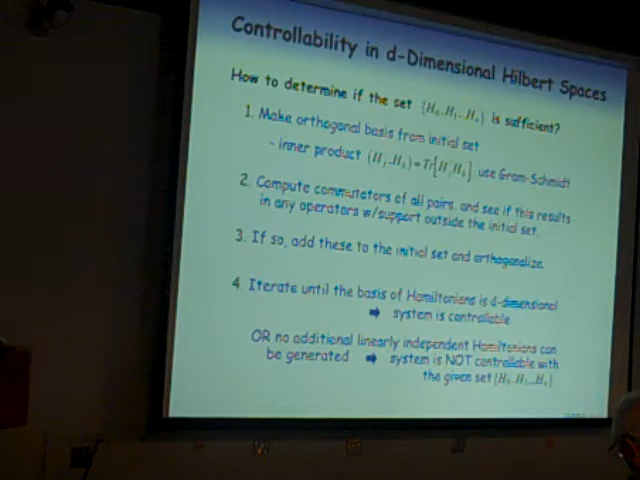 Controllability in d-Dimensional Hilbert Spaces
How to determine if the set {H₀,H₁...Hₙ} is sufficient?
1. Make orthogonal basis from initial set
- inner product (Hⱼ,Hₖ)=Tr[HⱼHₖ] use Gram-Schmidt
2. Compute commutators of all pairs, and see if this results
in any operators w/support outside the initial set.
3. If so, add these to the initial set and orthogonalize
4. Iterate until the basis of Hamiltonians is d-dimensional
➡ system is controllable
OR no additional linearly independent Hamiltonians can
be generated ➡ system is NOT controllable with
the given set {H₀,H₁...Hₙ}